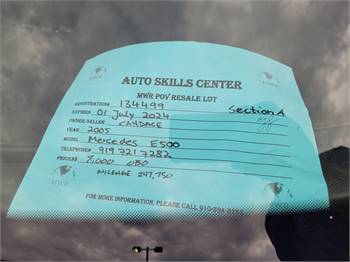 AUTO SKILLS CENTER
MWR POV RESALE LOT
REGISTRATION# 134499 Section A
EXPIRES 01 July 2024
OWNER/SELLER CANDACE
YEAR 2005
MODEL Mercedes E500
TELEPHONE# 919 721 7282
PRICE$$ 8,000 OBO
MILEAGE 247,750
FOR MORE INFORMATION, PLEASE CALL